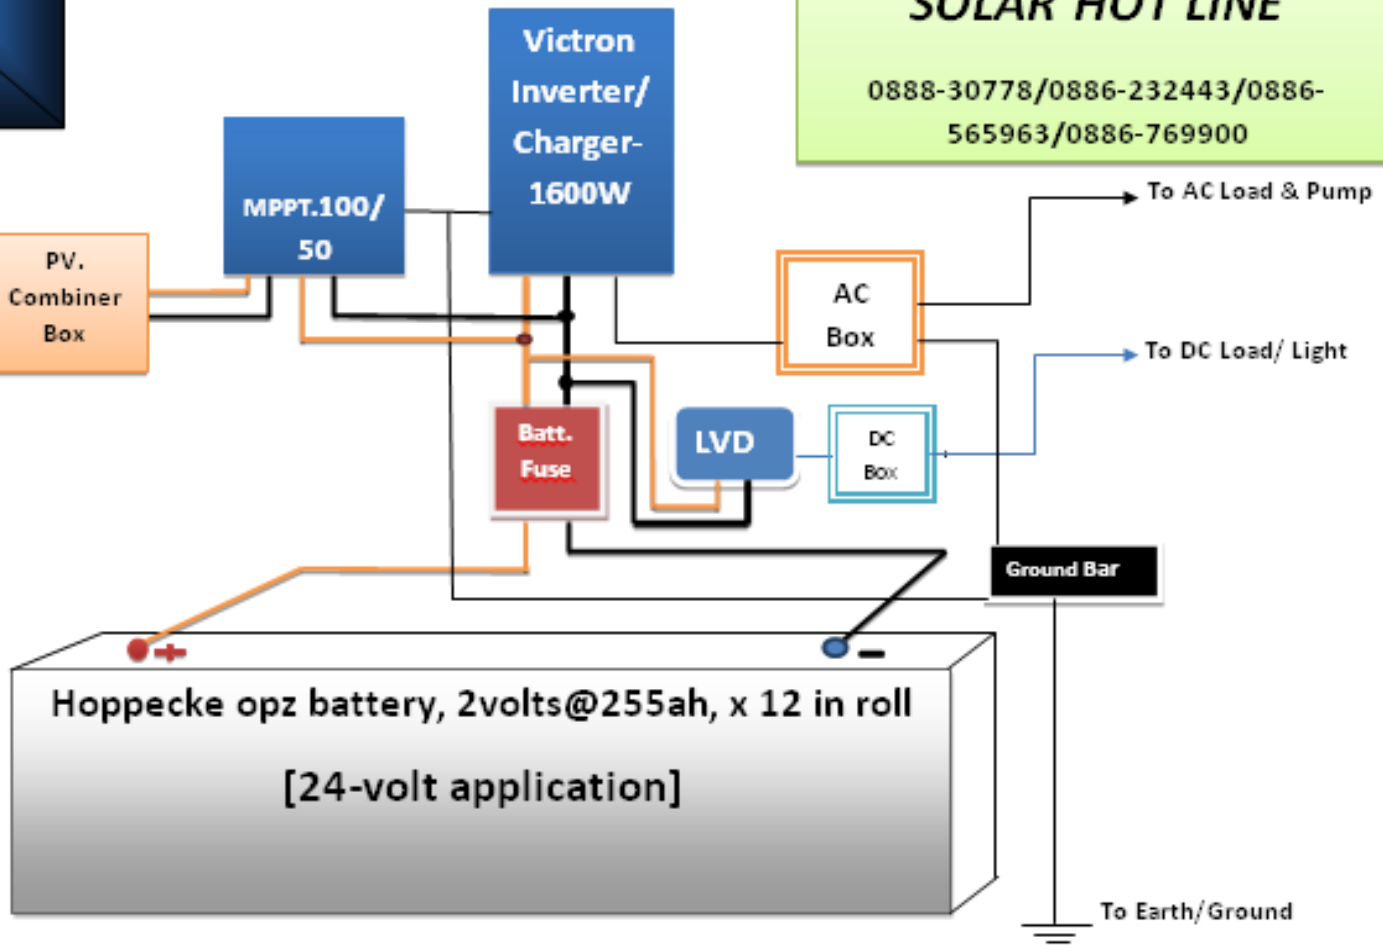 SOLAR HOT LINE
0888-30778/0886-232443/0886-
565963/0886-769900
Victron
Inverter/
Charger-
1600W
MPPT.100/
50
PV.
Combiner
Box
To AC Load & Pump
AC
Box
To DC Load/ Light
Batt.
Fuse
LVD
DC
Box
Ground Bar
+
-
Hoppecke opz battery, 2volts@255ah, x 12 in roll
[24-volt application]
To Earth/Ground